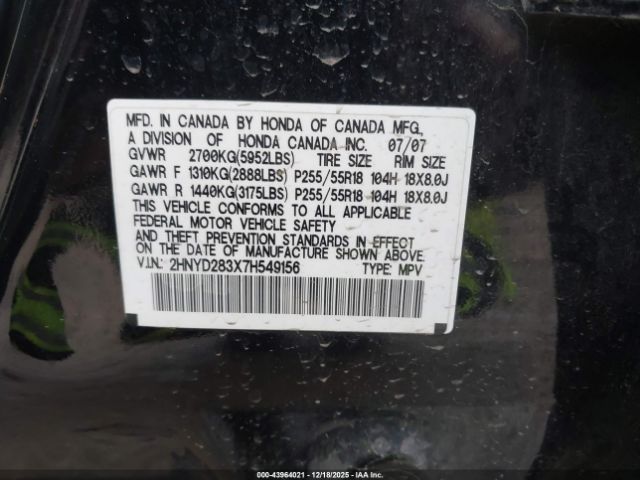 MFD. IN CANADA BY HONDA OF CANADA MFG.,
A DIVISION OF HONDA CANADA INC. 07/07
GVWR 2700KG(5952LBS) TIRE SIZE RIM SIZE
GAWR F 1310KG(2888LBS) P255/55R18 104H 18X8.0J
GAWR R 1440KG(3175LBS) P255/55R18 104H 18X8.0J
THIS VEHICLE CONFORMS TO ALL APPLICABLE
FEDERAL MOTOR VEHICLE SAFETY
AND THEFT PREVENTION STANDARDS IN EFFECT
ON THE DATE OF MANUFACTURE SHOWN ABOVE.
V.I.N.: 2HNYD283X7H549156 TYPE: MPV
000-43964021 - 12/18/2025 - IAA Inc.